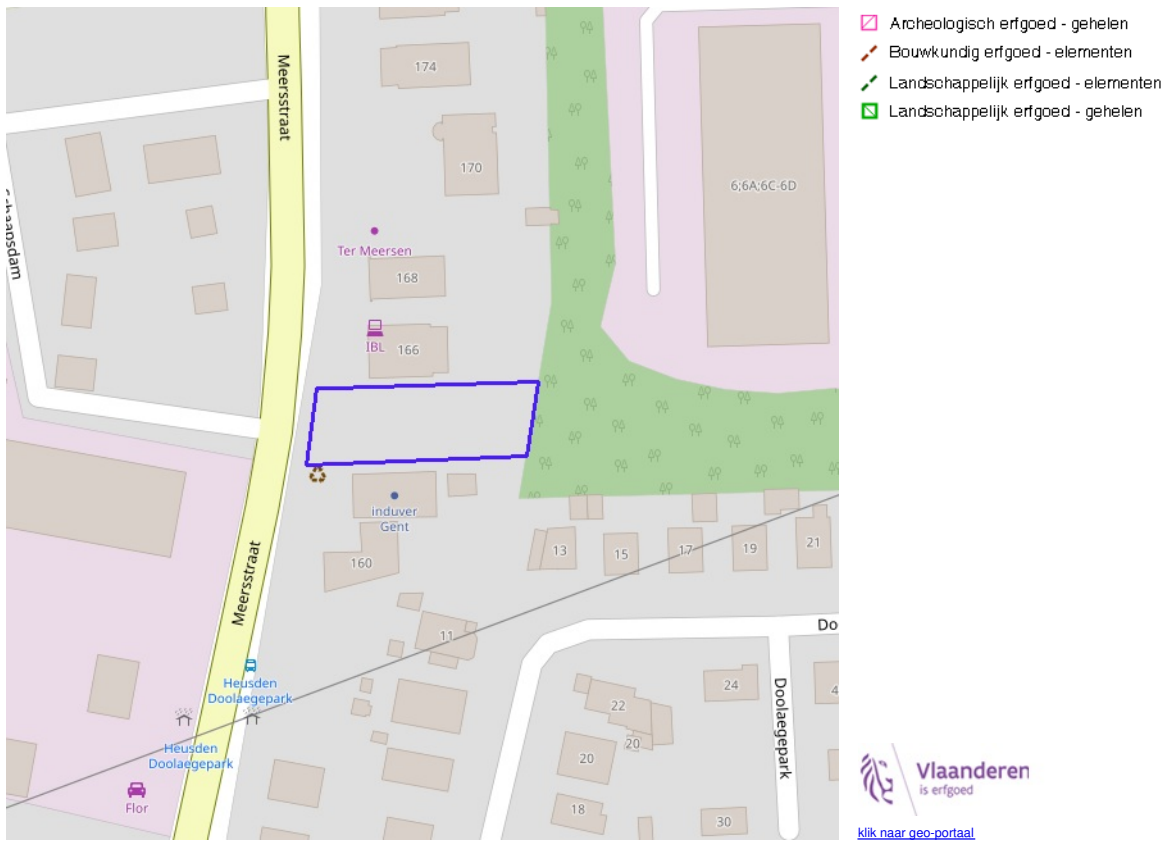 Archeologisch erfgoed - gehelen
Bouwkundig erfgoed - elementen
Landschappelijk erfgoed - elementen
Landschappelijk erfgoed - gehelen
Meersstraat
174
170
6;6A;6C-6D
Ter Meersen
168
IBL
166
induver
Gent
160
13
15
17
19
21
11
Do
Meersstraat
Heusden
Doolaegepark
Heusden
Doolaegepark
Flor
24
4
22
20
20
18
30
Doolaegepark
Vlaanderen
is erfgoed
klik naar geo-portaal